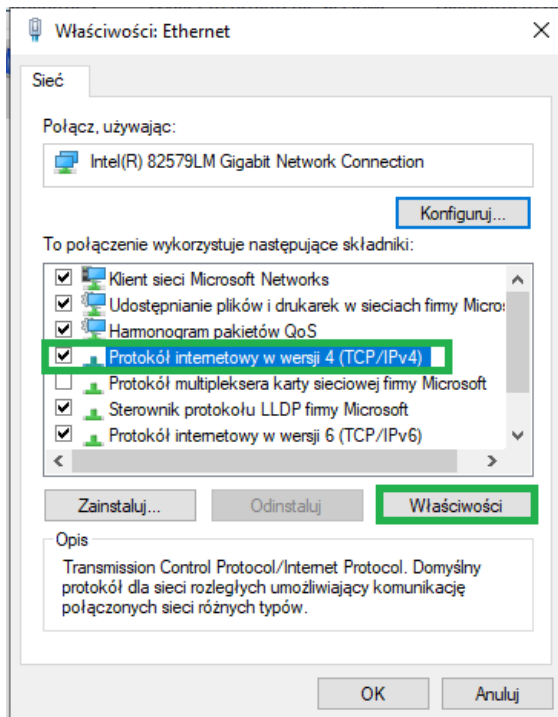 Właściwości: Ethernet
Sieć
Połącz, używając:
Intel(R) 82579LM Gigabit Network Connection
Konfiguruj...
To połączenie wykorzystuje następujące składniki:
Klient sieci Microsoft Networks
Udostępnianie plików i drukarek w sieciach firmy Micro
Harmonogram pakietów QoS
Protokół internetowy w wersji 4 (TCP/IPv4)
Protokół multipleksera karty sieciowej firmy Microsoft
Sterownik protokołu LLDP firmy Microsoft
Protokół internetowy w wersji 6 (TCP/IPv6)
Zainstaluj... Odinstaluj Właściwości
Opis
Transmission Control Protocol/Internet Protocol. Domyślny
protokół dla sieci rozległych umożliwiający komunikację
połączonych sieci różnych typów.
OK Anuluj